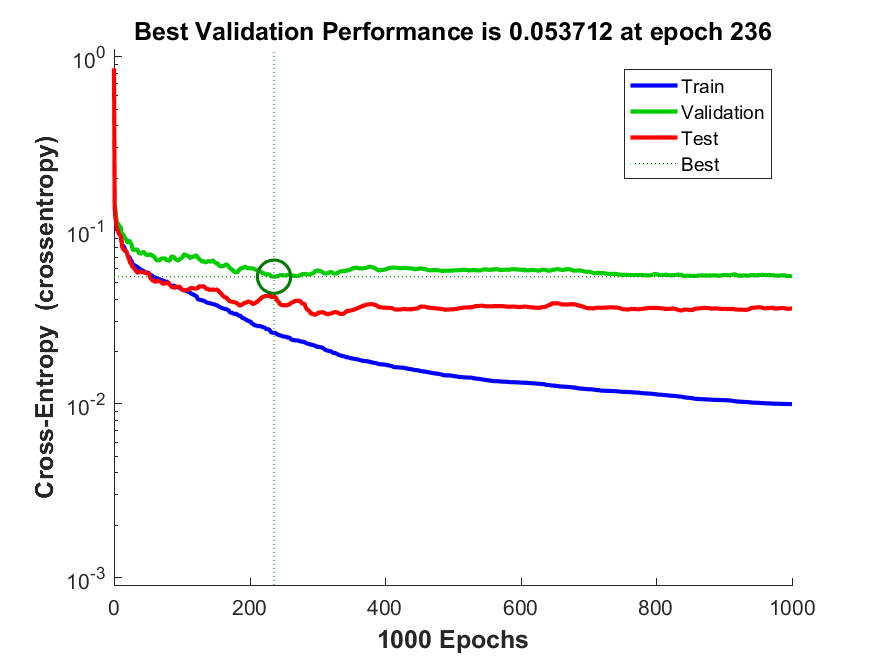 Best Validation Performance is 0.053712 at epoch 236
10^0
10^-1
10^-2
10^-3
Cross-Entropy (crossentropy)
Train
Validation
Test
Best
0 200 400 600 800 1000
1000 Epochs